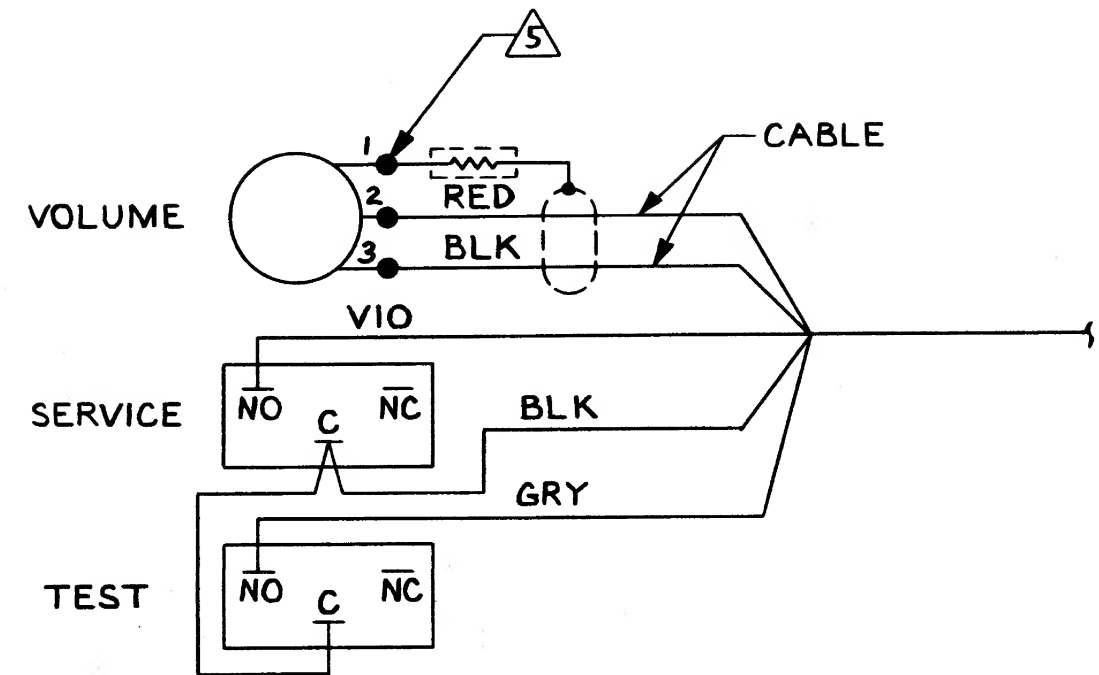 5
CABLE
1
RED
2
VOLUME
BLK
3
VIO
SERVICE
NO
C
NC
BLK
GRY
TEST
NO
C
NC